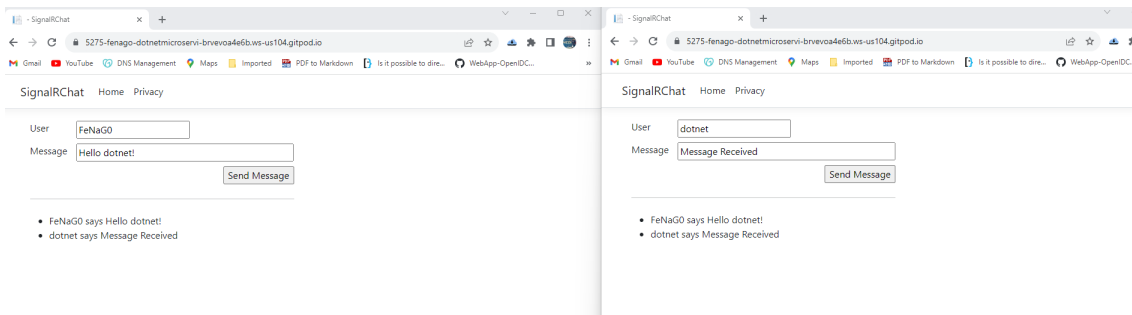 - SignalRChat
5275-fenago-dotnetmicroservi-brvevoa4e6b.ws-us104.gitpod.io
Gmail YouTube DNS Management Maps Imported PDF to Markdown Is it possible to dire... WebApp-OpenIDC... »
SignalRChat Home Privacy
User FeNaG0
Message Hello dotnet!
Send Message
FeNaG0 says Hello dotnet!
dotnet says Message Received
- SignalRChat
5275-fenago-dotnetmicroservi-brvevoa4e6b.ws-us104.gitpod.io
Gmail YouTube DNS Management Maps Imported PDF to Markdown Is it possible to dire... WebApp-OpenIDC
SignalRChat Home Privacy
User dotnet
Message Message Received
Send Message
FeNaG0 says Hello dotnet!
dotnet says Message Received